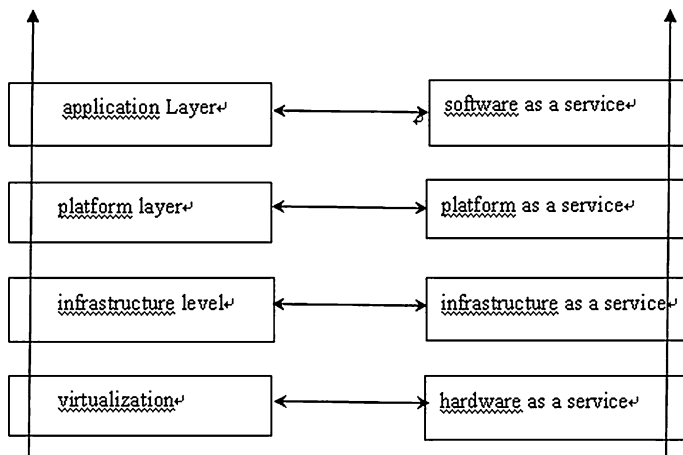 application Layer↵
software as a service↵
↵
platform layer↵
platform as a service↵
infrastructure level↵
infrastructure as a service↵
virtualization↵
hardware as a service↵